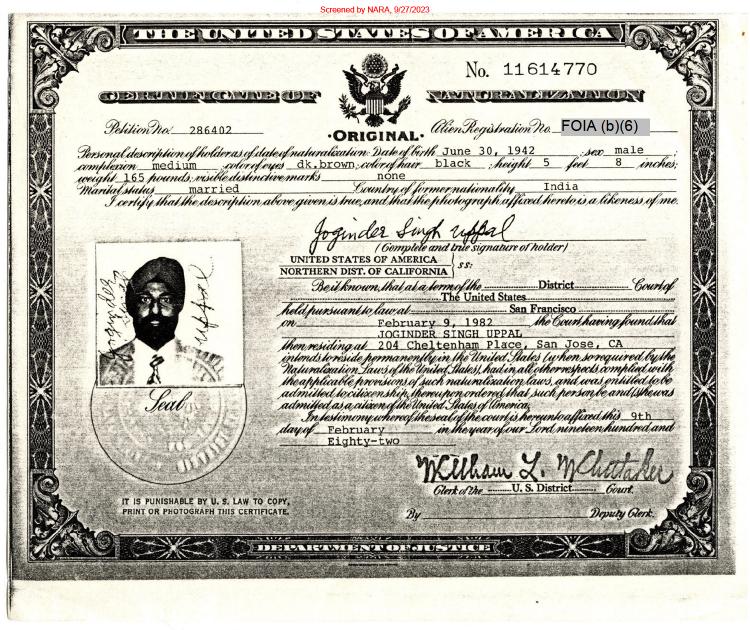 Screened by NARA, 9/27/2023
THE UNITED STATES OF AMERICA
No. 11614770
CERTIFICATE OF NATURALIZATION
Petition No. 286402 Alien Registration No. FOIA (b)(6)
·ORIGINAL·
Personal description of holder as of date of naturalization: Date of birth June 30, 1942 ; sex male ;
complexion medium ; color of eyes dk.brown ; color of hair black ; height 5 feet 8 inches;
weight 165 pounds; visible distinctive marks none
Marital status married Country of former nationality India
I certify that the description above given is true, and that the photograph affixed hereto is a likeness of me.
Joginder Singh Uppal
(Complete and true signature of holder)
UNITED STATES OF AMERICA
NORTHERN DIST. OF CALIFORNIA
ss:
Be it known, that at a term of the District Court of
The United States
held pursuant to law at San Francisco
on February 9, 1982 the Court having found that
JOGINDER SINGH UPPAL
then residing at 204 Cheltenham Place, San Jose, CA
intends to reside permanently in the United States (when so required by the
Naturalization Laws of the United States), had in all other respects complied with
the applicable provisions of such naturalization laws, and was entitled to be
admitted to citizenship, thereupon ordered that such person be and (s)he was
admitted as a citizen of the United States of America.
In testimony whereof the seal of the court is hereunto affixed this 9th
day of February in the year of our Lord nineteen hundred and
Eighty-two
Joginder Singh Uppal
Seal
William L. Whittaker
Clerk of the U. S. District Court.
By Deputy Clerk.
IT IS PUNISHABLE BY U. S. LAW TO COPY,
PRINT OR PHOTOGRAPH THIS CERTIFICATE.
DEPARTMENT OF JUSTICE